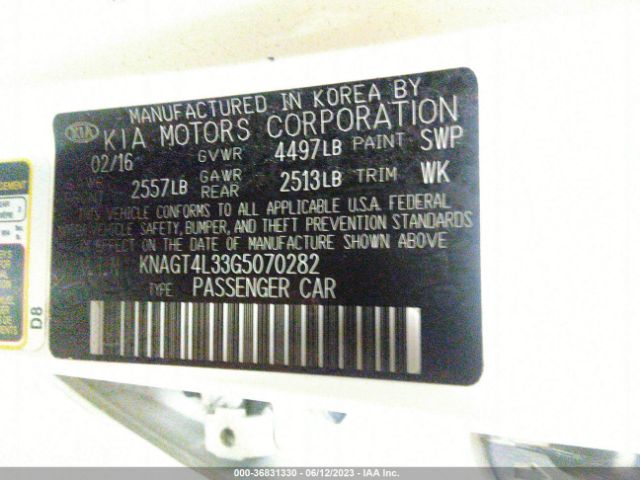 MANUFACTURED IN KOREA BY
KIA KIA MOTORS CORPORATION
02/16 GVWR 4497LB PAINT SWP
2557LB GAWR REAR 2513LB TRIM WK
THIS VEHICLE CONFORMS TO ALL APPLICABLE U.S.A. FEDERAL
VEHICLE SAFETY, BUMPER, AND THEFT PREVENTION STANDARDS
IN EFFECT ON THE DATE OF MANUFACTURE SHOWN ABOVE
KNAGT4L33G5070282
TYPE PASSENGER CAR
D8
000-36831330 - 06/12/2023 - IAA Inc.